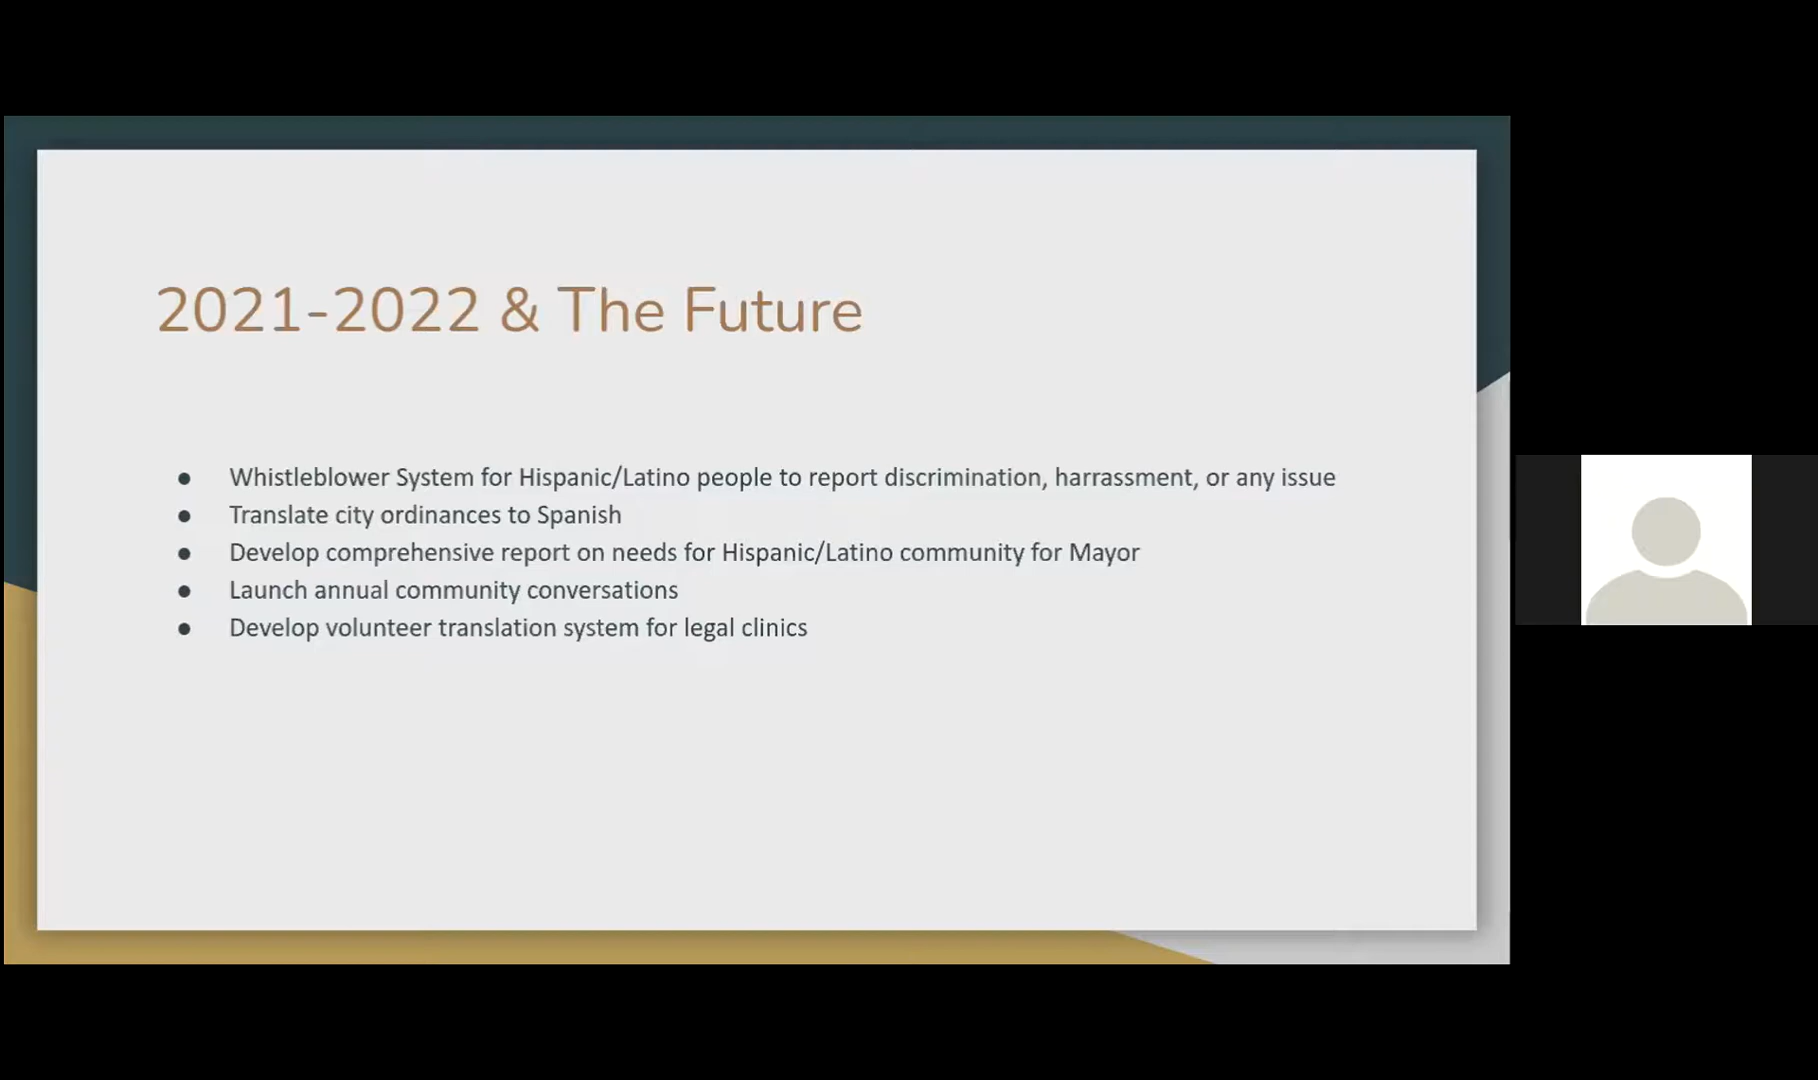 2021-2022 & The Future
● Whistleblower System for Hispanic/Latino people to report discrimination, harrassment, or any issue
● Translate city ordinances to Spanish
● Develop comprehensive report on needs for Hispanic/Latino community for Mayor
● Launch annual community conversations
● Develop volunteer translation system for legal clinics